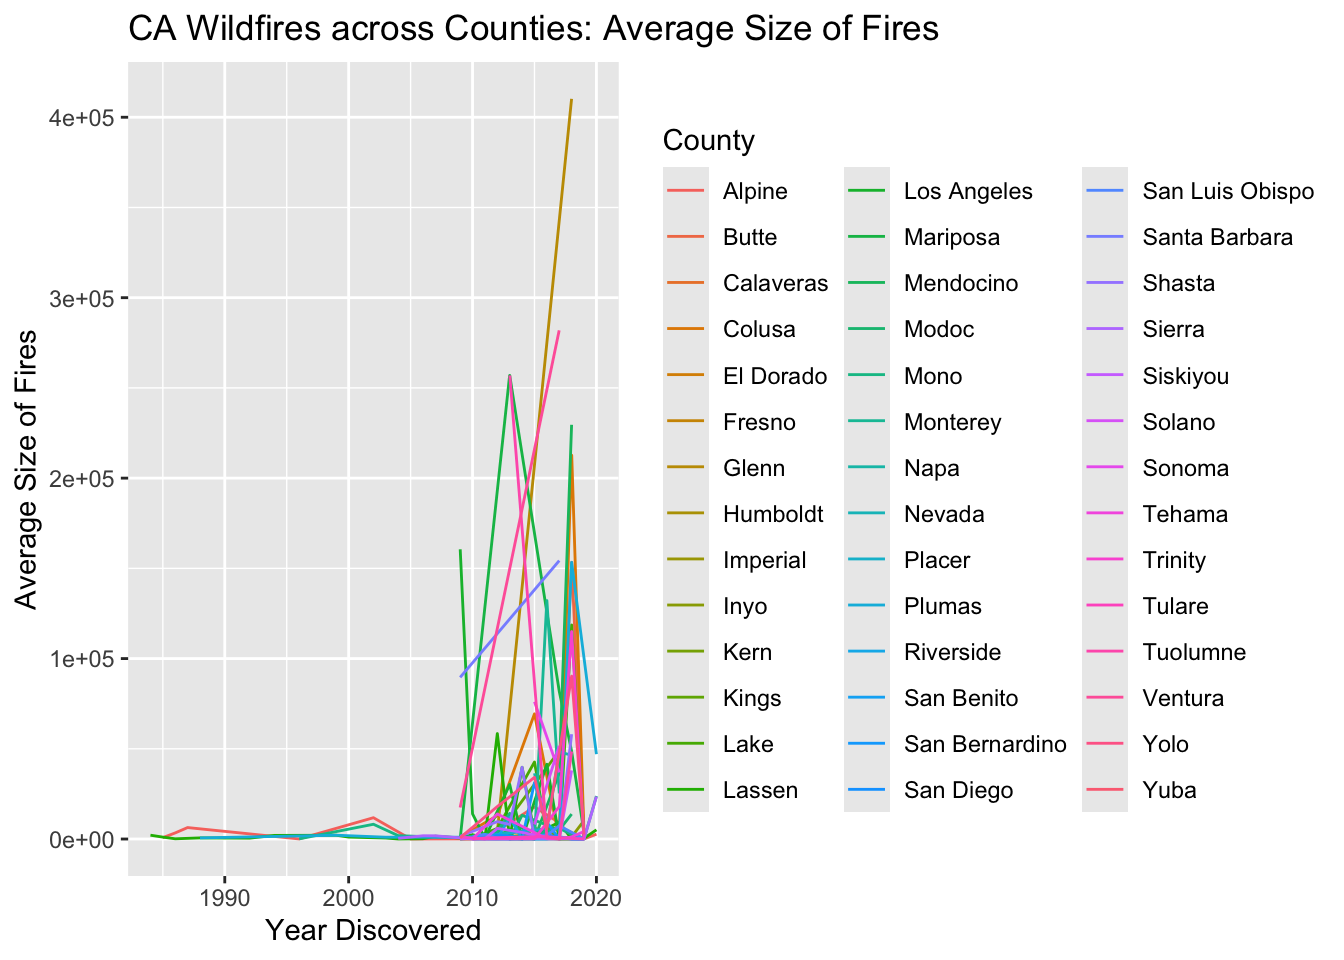 CA Wildfires across Counties: Average Size of Fires
4e+05
3e+05
2e+05
1e+05
0e+00
Average Size of Fires
1990
2000
2010
2020
Year Discovered
County
Alpine
Butte
Calaveras
Colusa
El Dorado
Fresno
Glenn
Humboldt
Imperial
Inyo
Kern
Kings
Lake
Lassen
Los Angeles
Mariposa
Mendocino
Modoc
Mono
Monterey
Napa
Nevada
Placer
Plumas
Riverside
San Benito
San Bernardino
San Diego
San Luis Obispo
Santa Barbara
Shasta
Sierra
Siskiyou
Solano
Sonoma
Tehama
Trinity
Tulare
Tuolumne
Ventura
Yolo
Yuba